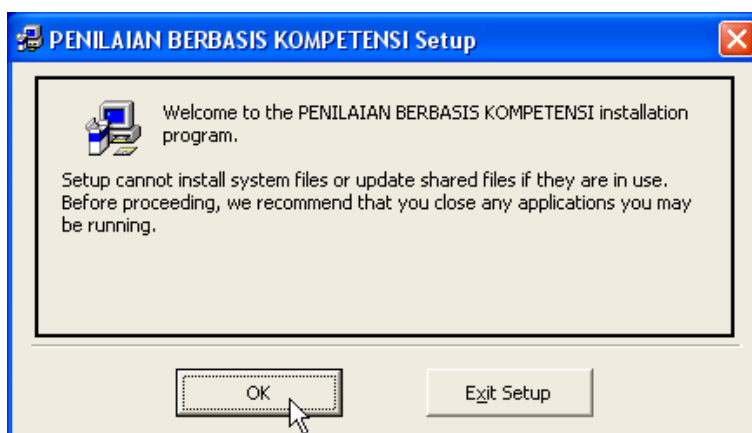 PENILAIAN BERBASIS KOMPETENSI Setup
Welcome to the PENILAIAN BERBASIS KOMPETENSI installation
program.
Setup cannot install system files or update shared files if they are in use.
Before proceeding, we recommend that you close any applications you may
be running.
OK
Exit Setup